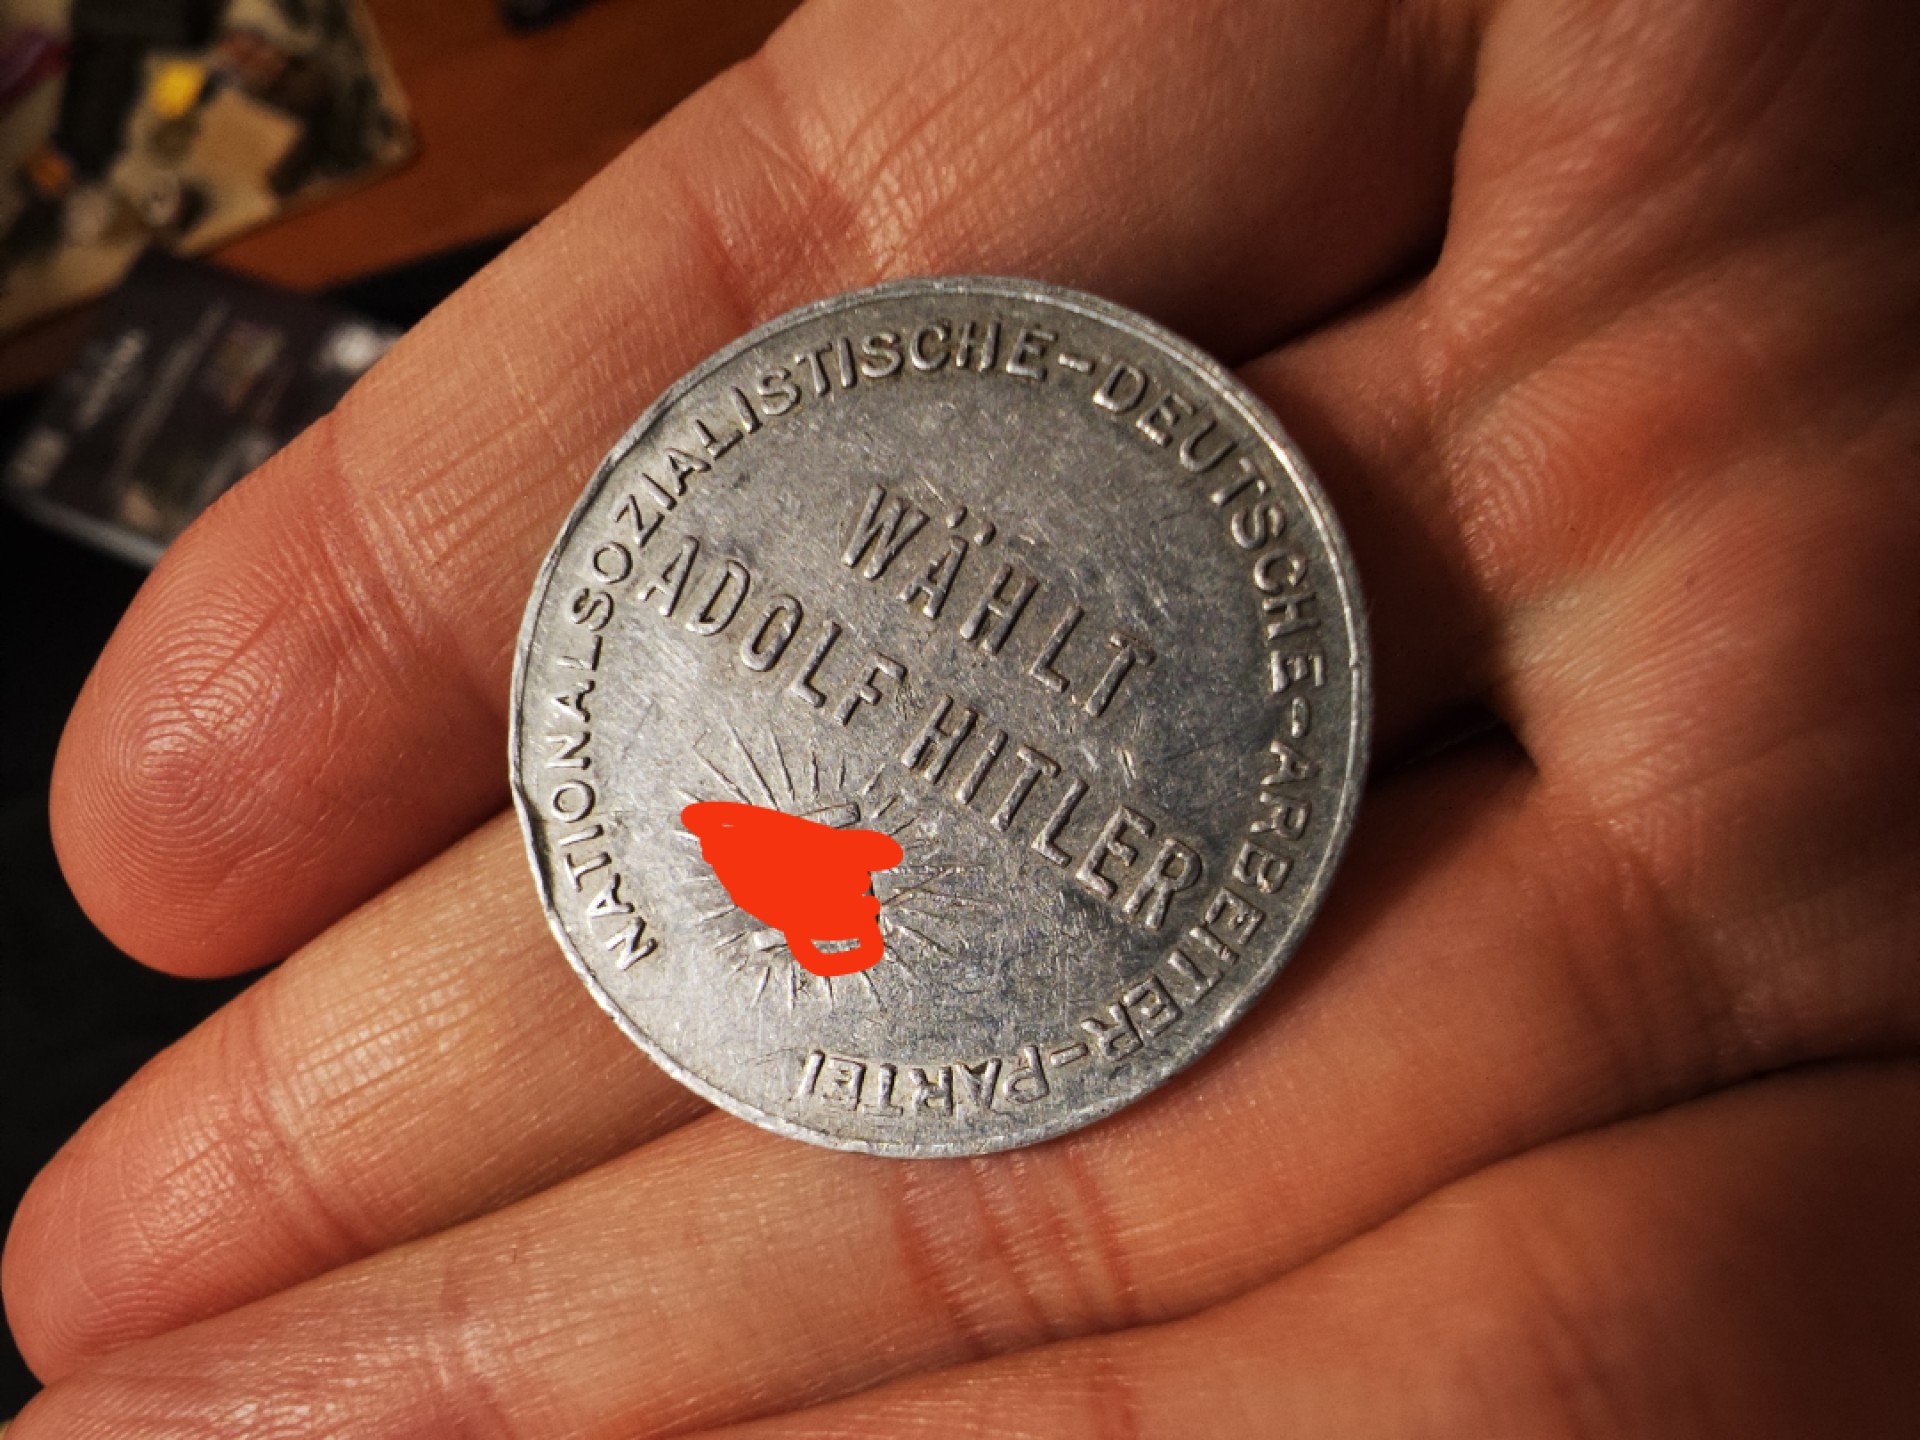 NATIONALSOZIALISTISCHE-DEUTSCHE-ARBEITER-PARTEI
WÄHLT
ADOLF HITLER